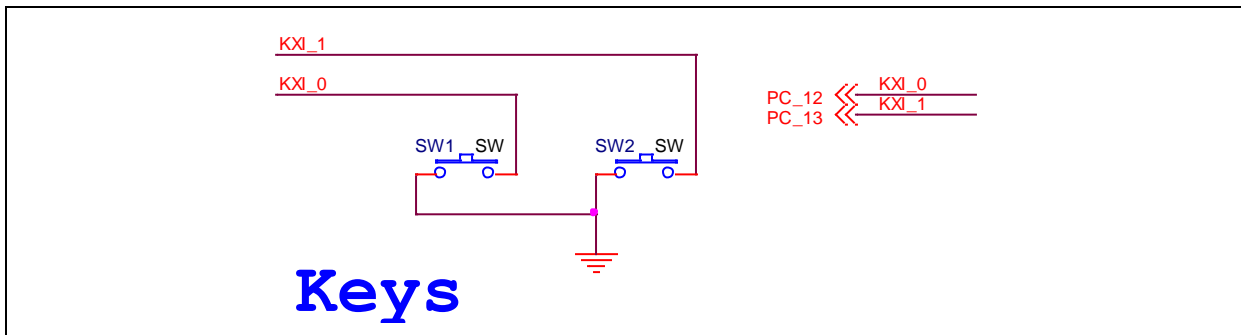 KXI_1
KXI_0
PC_12 KXI_0
PC_13 KXI_1
SW1 SW SW2 SW
Keys